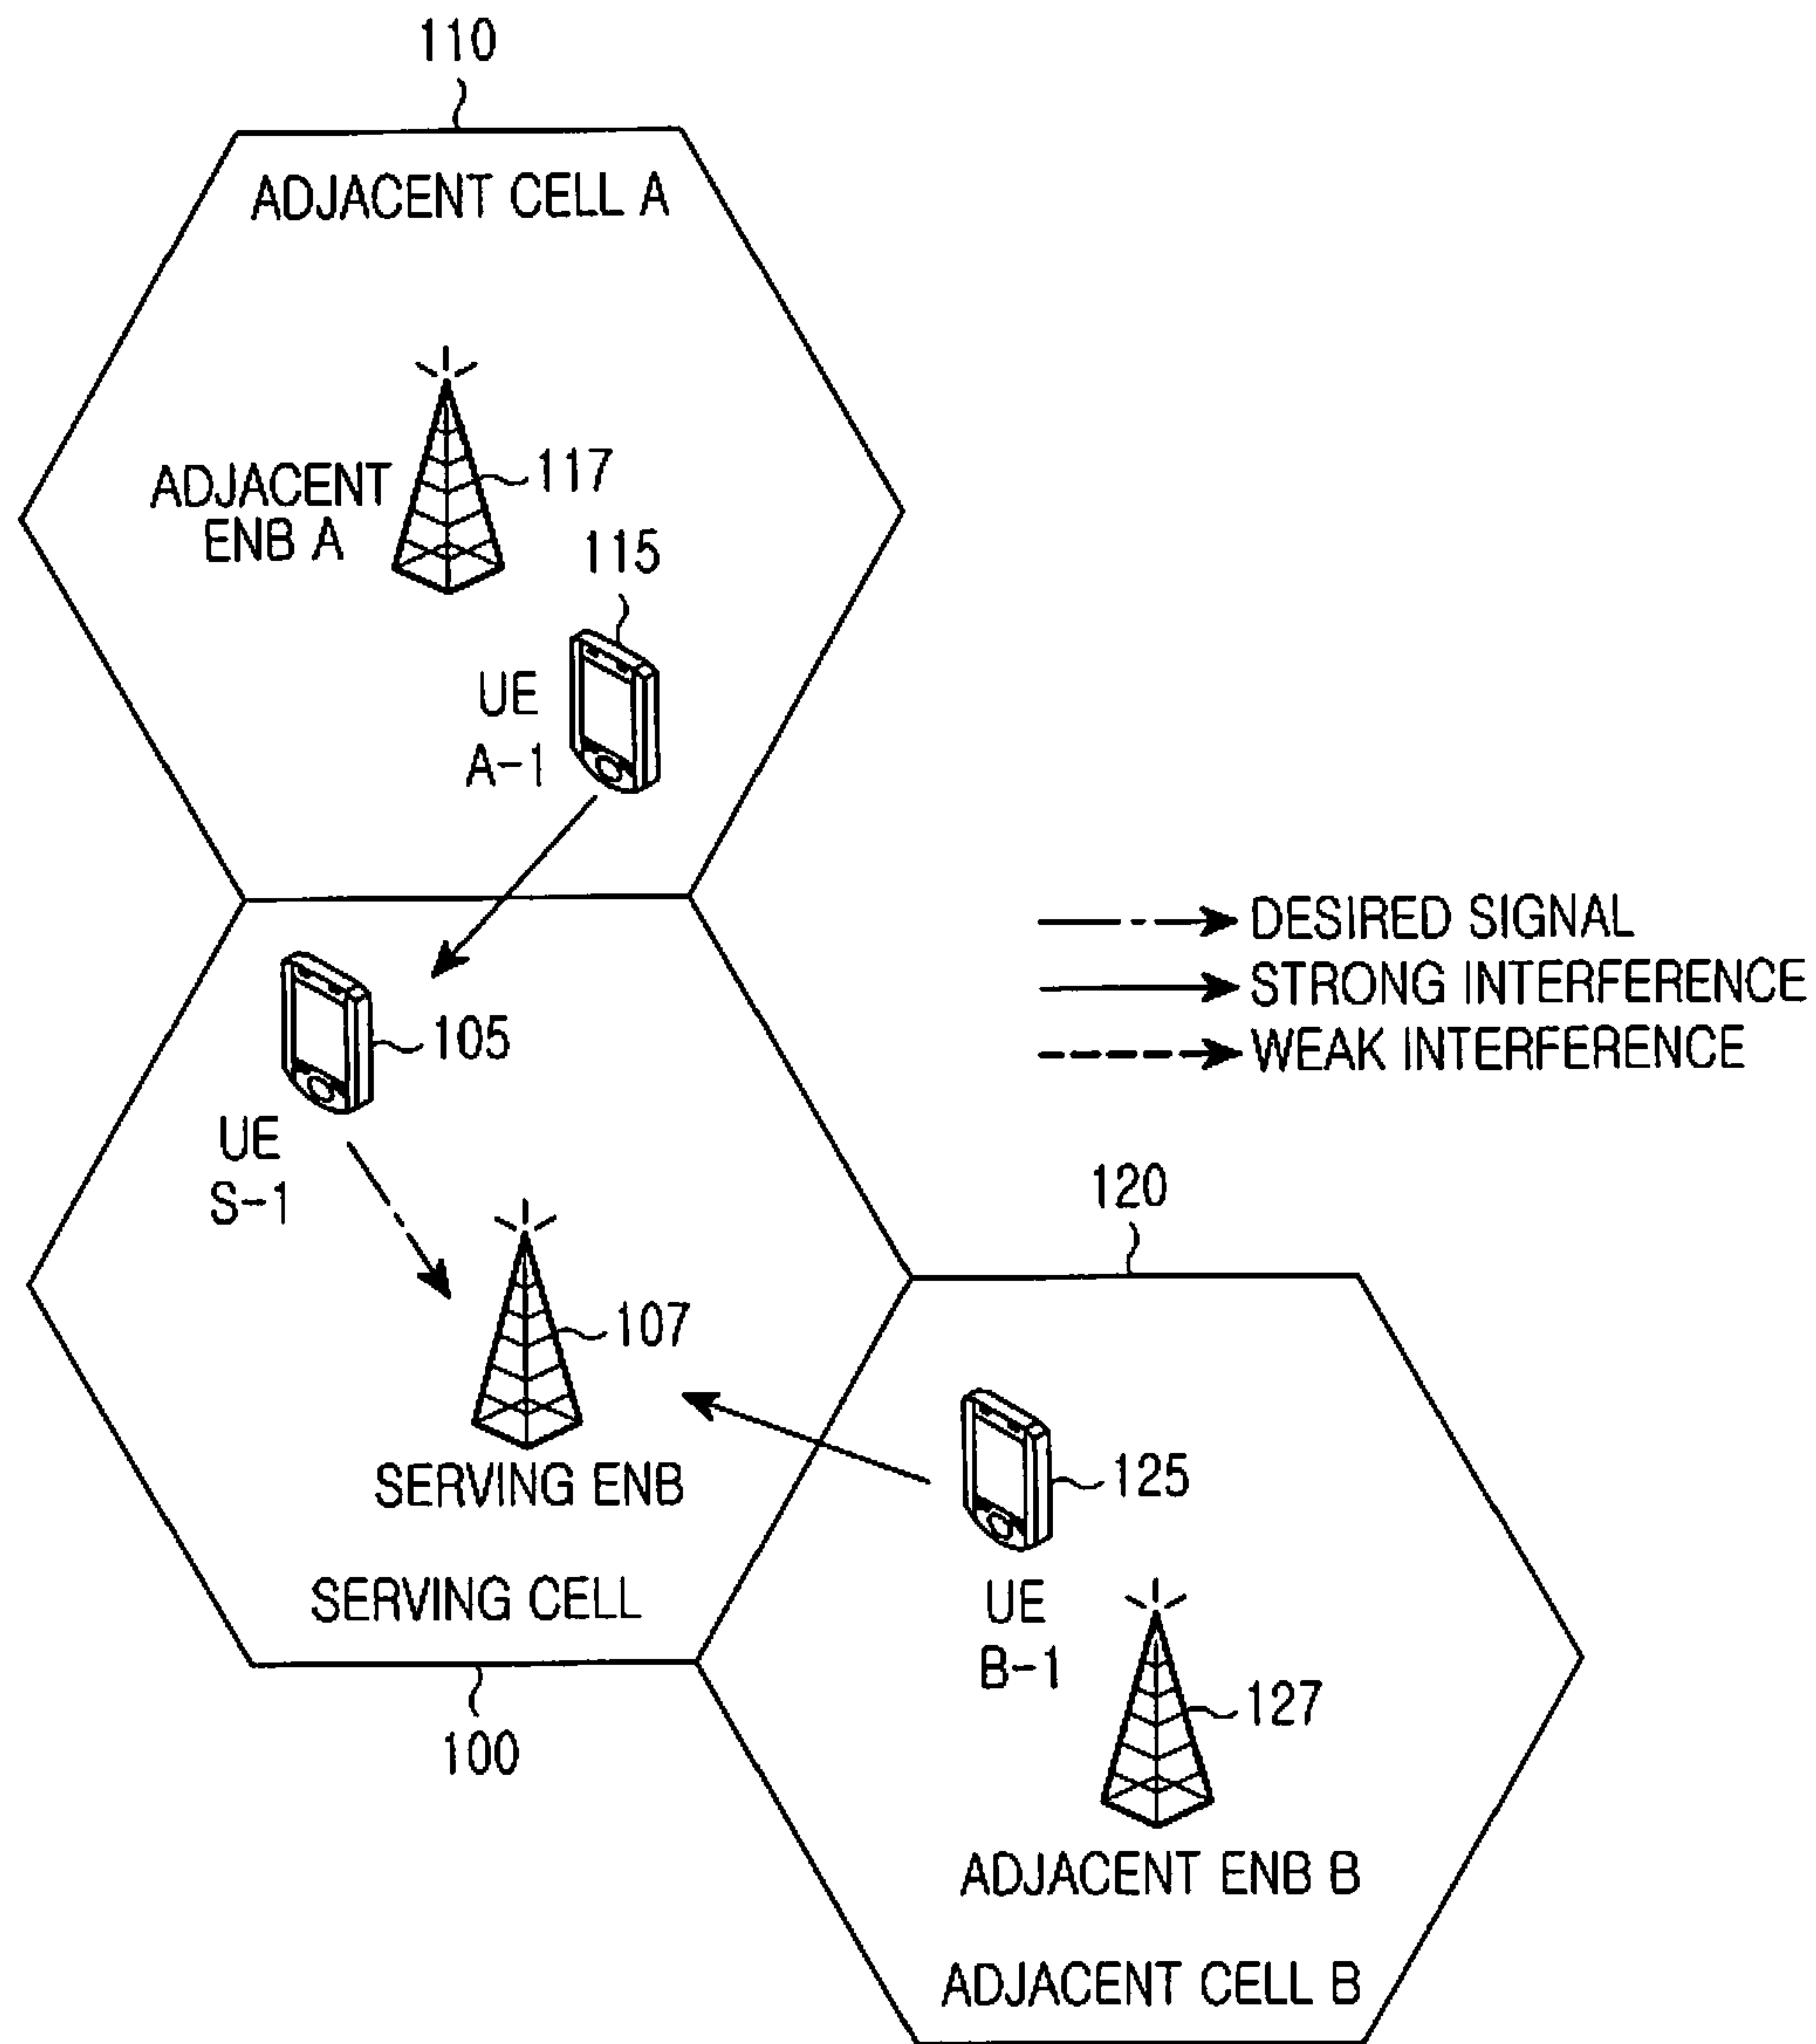 110
ADJACENT CELL A
117
ADJACENT
ENB A
115
UE
A-1
DESIRED SIGNAL
STRONG INTERFERENCE
WEAK INTERFERENCE
105
UE
S-1
120
107
125
SERVING ENB
UE
B-1
SERVING CELL
127
100
ADJACENT ENB B
ADJACENT CELL B